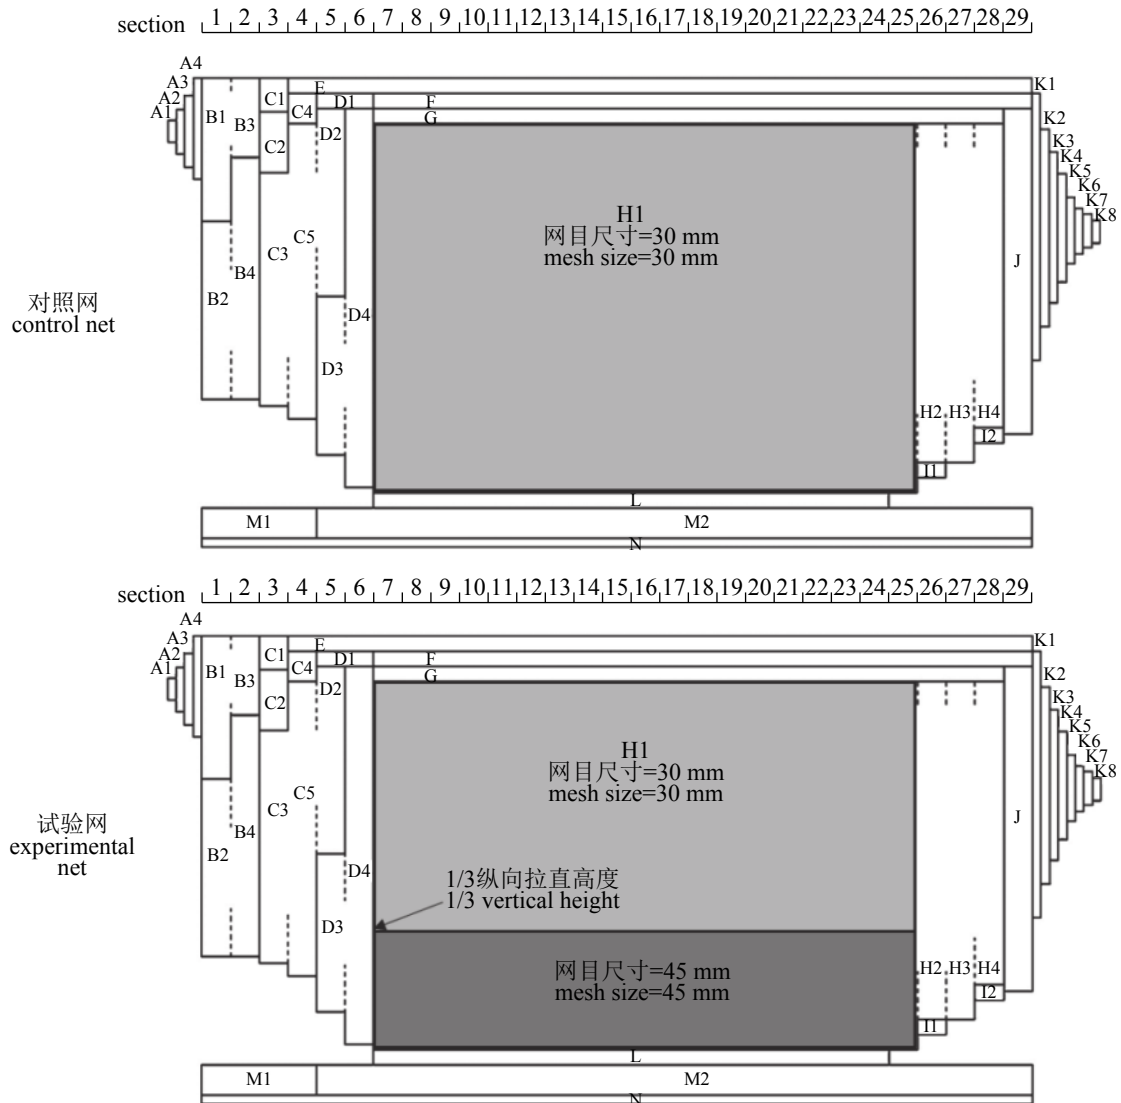 section 1 2 3 4 5 6 7 8 9 10 11 12 13 14 15 16 17 18 19 20 21 22 23 24 25 26 27 28 29
A4
A3
A2
A1
B1
B3
C1
C2
E
C4
D1
D2
F
G
K1
K2
K3
K4
K5
K6
K7
K8
H1
网目尺寸=30 mm
mesh size=30 mm
对照网
control net
B2
B4
C3
C5
D4
D3
J
H2
H3
H4
I2
I1
L
M1
M2
N
section 1 2 3 4 5 6 7 8 9 10 11 12 13 14 15 16 17 18 19 20 21 22 23 24 25 26 27 28 29
A4
A3
A2
A1
B1
B3
C1
C2
E
C4
D1
D2
F
G
K1
K2
K3
K4
K5
K6
K7
K8
H1
网目尺寸=30 mm
mesh size=30 mm
试验网
experimental
net
B2
B4
C3
C5
D4
D3
J
1/3纵向拉直高度
1/3 vertical height
网目尺寸=45 mm
mesh size=45 mm
H2
H3
H4
I2
I1
L
M1
M2
N